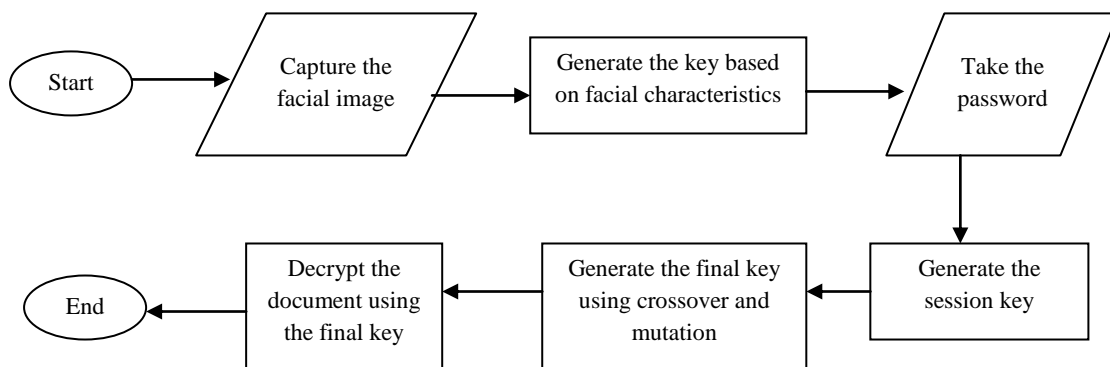 Start
Capture the
facial image
Generate the key based
on facial characteristics
Take the
password
Generate the
session key
Generate the final key
using crossover and
mutation
Decrypt the
document using
the final key
End